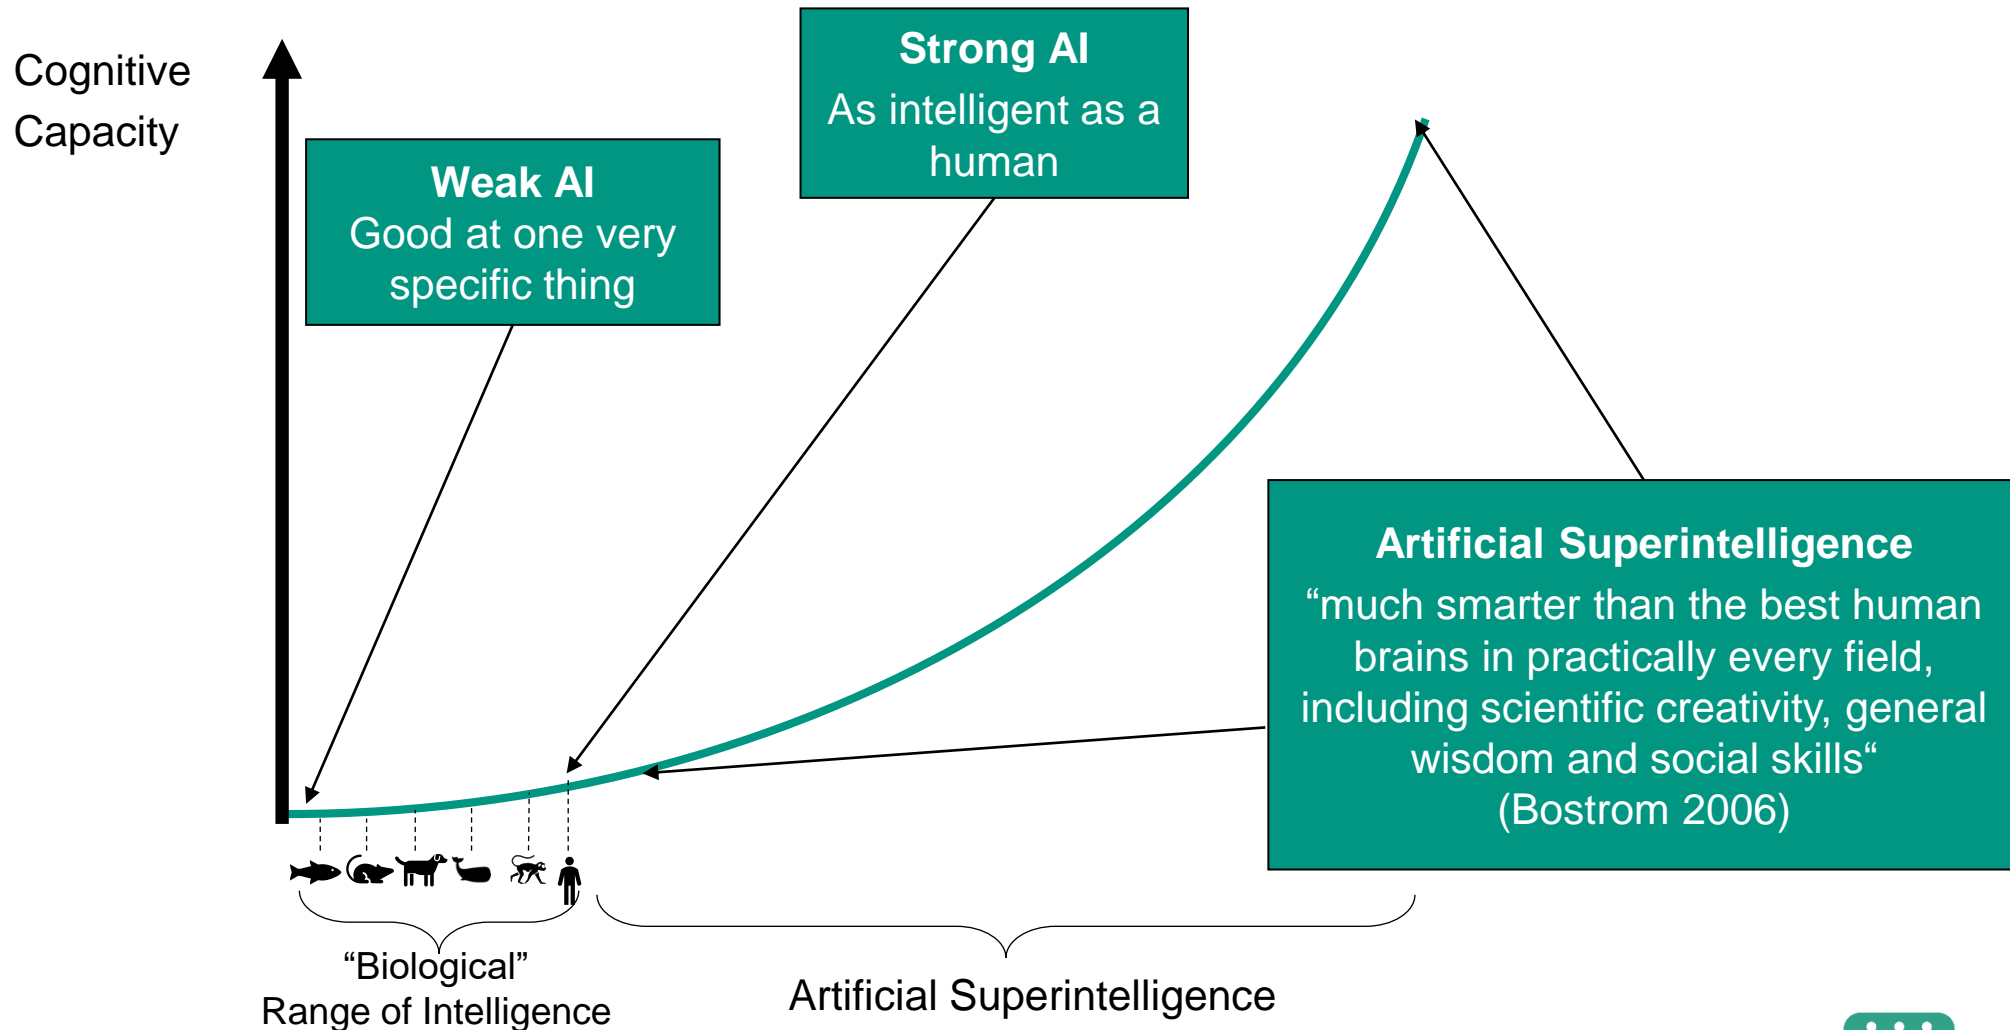 Cognitive
Capacity
Weak AI
Good at one very
specific thing
Strong AI
As intelligent as a
human
Artificial Superintelligence
“much smarter than the best human
brains in practically every field,
including scientific creativity, general
wisdom and social skills“
(Bostrom 2006)
“Biological”
Range of Intelligence
Artificial Superintelligence